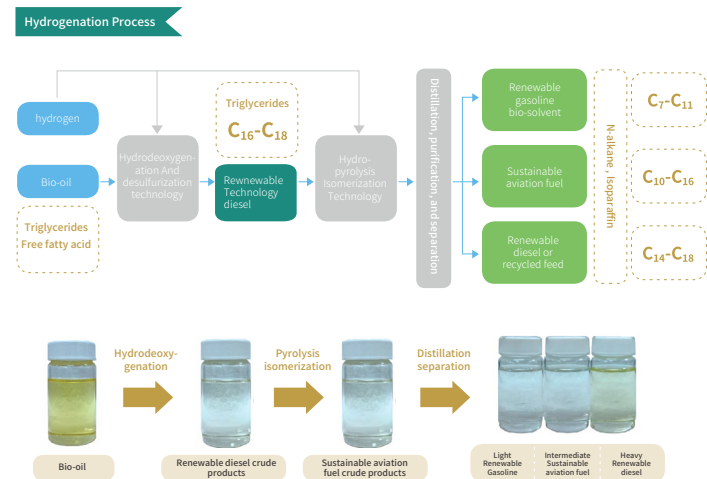 Hydrogenation Process
hydrogen
Bio-oil
Triglycerides
Free fatty acid
Hydrodeoxygen-
ation And
desulfurization
technology
Triglycerides
C16-C18
Rewnewable
Technology
diesel
Hydro-
pyrolysis
Isomerization
Technology
Distillation, purification, and separation
Renewable
gasoline
bio-solvent
Sustainable
aviation fuel
Renewable
diesel or
recycled feed
N-alkane , Isoparaffin
C7-C11
C10-C16
C14-C18
Hydrodeoxy-
genation
Pyrolysis
isomerization
Distillation
separation
Bio-oil
Renewable diesel crude
products
Sustainable aviation
fuel crude products
Light
Renewable
Gasoline
Intermediate
Sustainable
aviation fuel
Heavy
Renewable
diesel